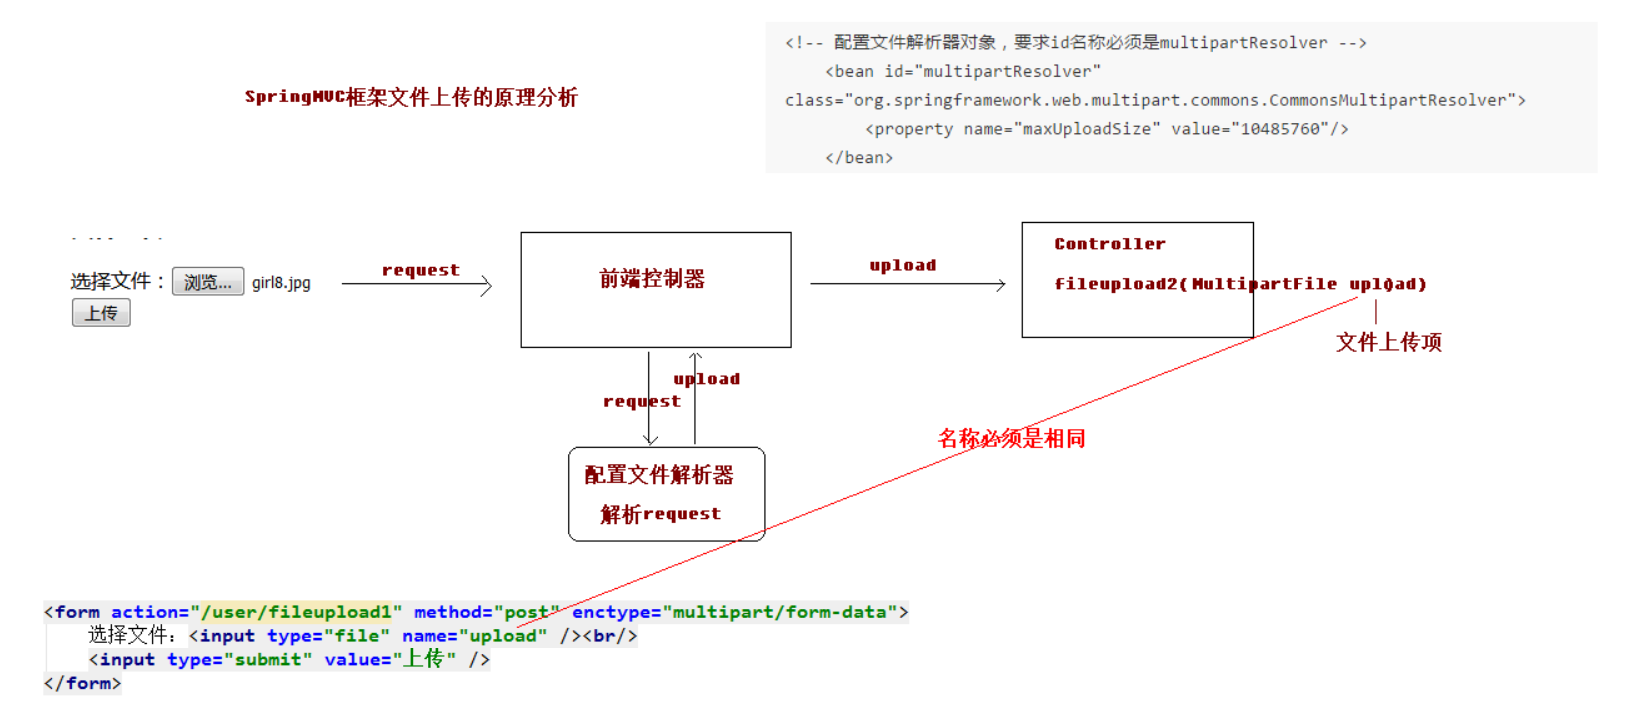 <!-- 配置文件解析器对象，要求id名称必须是multipartResolver -->
<bean id="multipartResolver"
class="org.springframework.web.multipart.commons.CommonsMultipartResolver">
<property name="maxUploadSize" value="10485760"/>
</bean>
SpringMVC框架文件上传的原理分析
选择文件： 浏览... girl8.jpg
上传
request
前端控制器
upload
Controller
fileupload2(MultipartFile upload)
文件上传项
upload
request
名称必须是相同
配置文件解析器
解析request
<form action="/user/fileupload1" method="post" enctype="multipart/form-data">
选择文件：<input type="file" name="upload" /><br/>
<input type="submit" value="上传" />
</form>